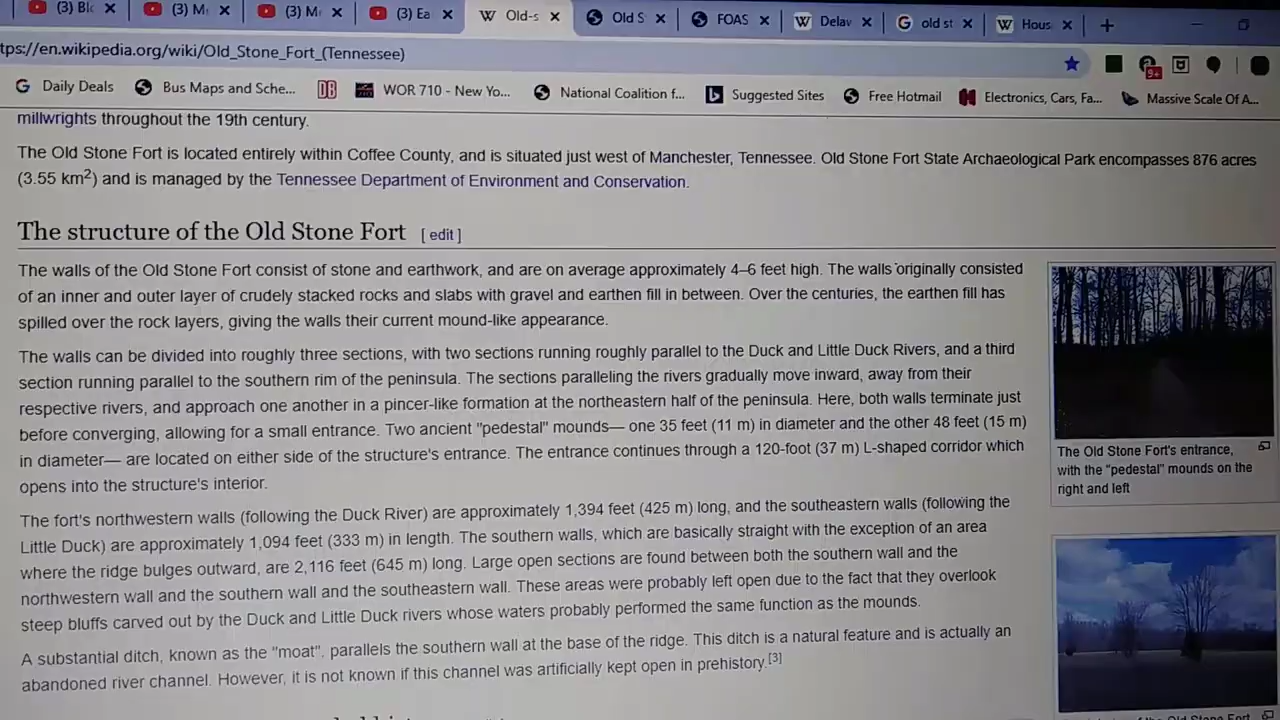 (3) Blo
(3) M
(3) M
(3) Ea
Old-s
Old S
FOAS
Delav
old st
Hous
tps://en.wikipedia.org/wiki/Old_Stone_Fort_(Tennessee)
9+
Daily Deals
Bus Maps and Sche...
DB
WOR 710 - New Yo...
National Coalition f...
Suggested Sites
Free Hotmail
Electronics, Cars, Fa...
Massive Scale Of A...
millwrights throughout the 19th century.
The Old Stone Fort is located entirely within Coffee County, and is situated just west of Manchester, Tennessee. Old Stone Fort State Archaeological Park encompasses 876 acres
(3.55 km2) and is managed by the Tennessee Department of Environment and Conservation.
The structure of the Old Stone Fort [ edit ]
The walls of the Old Stone Fort consist of stone and earthwork, and are on average approximately 4–6 feet high. The walls originally consisted
of an inner and outer layer of crudely stacked rocks and slabs with gravel and earthen fill in between. Over the centuries, the earthen fill has
spilled over the rock layers, giving the walls their current mound-like appearance.
The walls can be divided into roughly three sections, with two sections running roughly parallel to the Duck and Little Duck Rivers, and a third
section running parallel to the southern rim of the peninsula. The sections paralleling the rivers gradually move inward, away from their
respective rivers, and approach one another in a pincer-like formation at the northeastern half of the peninsula. Here, both walls terminate just
before converging, allowing for a small entrance. Two ancient "pedestal" mounds— one 35 feet (11 m) in diameter and the other 48 feet (15 m)
in diameter— are located on either side of the structure's entrance. The entrance continues through a 120-foot (37 m) L-shaped corridor which
opens into the structure's interior.
The fort's northwestern walls (following the Duck River) are approximately 1,394 feet (425 m) long, and the southeastern walls (following the
Little Duck) are approximately 1,094 feet (333 m) in length. The southern walls, which are basically straight with the exception of an area
where the ridge bulges outward, are 2,116 feet (645 m) long. Large open sections are found between both the southern wall and the
northwestern wall and the southern wall and the southeastern wall. These areas were probably left open due to the fact that they overlook
steep bluffs carved out by the Duck and Little Duck rivers whose waters probably performed the same function as the mounds.
A substantial ditch, known as the "moat", parallels the southern wall at the base of the ridge. This ditch is a natural feature and is actually an
abandoned river channel. However, it is not known if this channel was artificially kept open in prehistory.[3]
The Old Stone Fort's entrance,
with the "pedestal" mounds on the
right and left